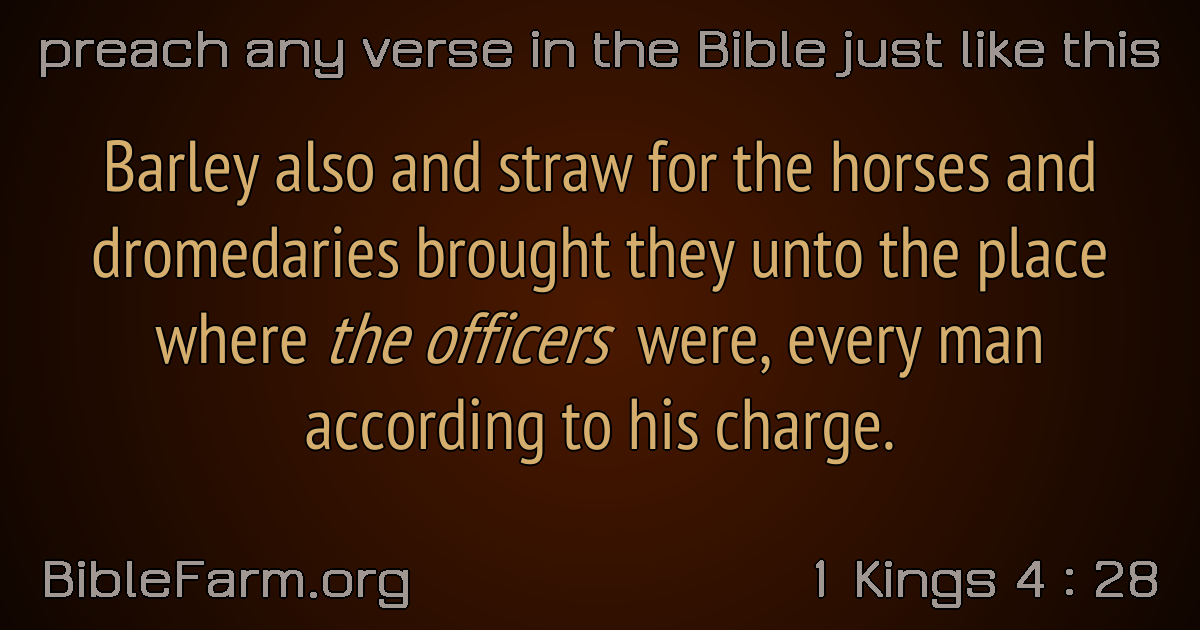 preach any verse in the Bible just like this
Barley also and straw for the horses and
dromedaries brought they unto the place
where the officers were, every man
according to his charge.
BibleFarm.org
1 Kings 4 : 28